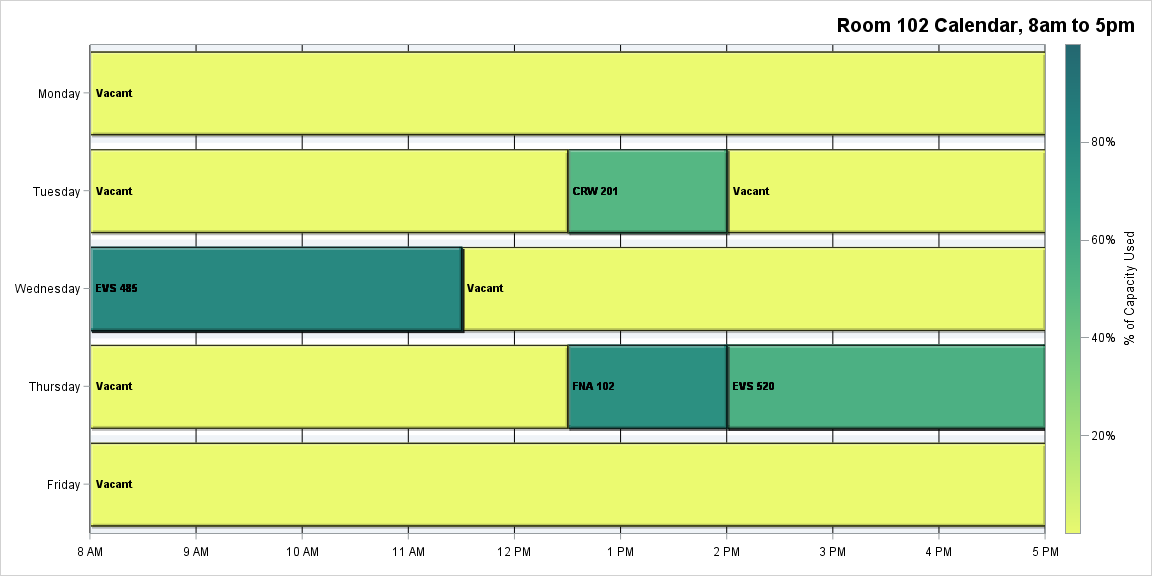 Room 102 Calendar, 8am to 5pm
Monday
Vacant
Tuesday
Vacant
CRW 201
Vacant
Wednesday
EVS 485
Vacant
Thursday
Vacant
FNA 102
EVS 520
Friday
Vacant
8 AM
9 AM
10 AM
11 AM
12 PM
1 PM
2 PM
3 PM
4 PM
5 PM
80%
60%
40%
20%
% of Capacity Used